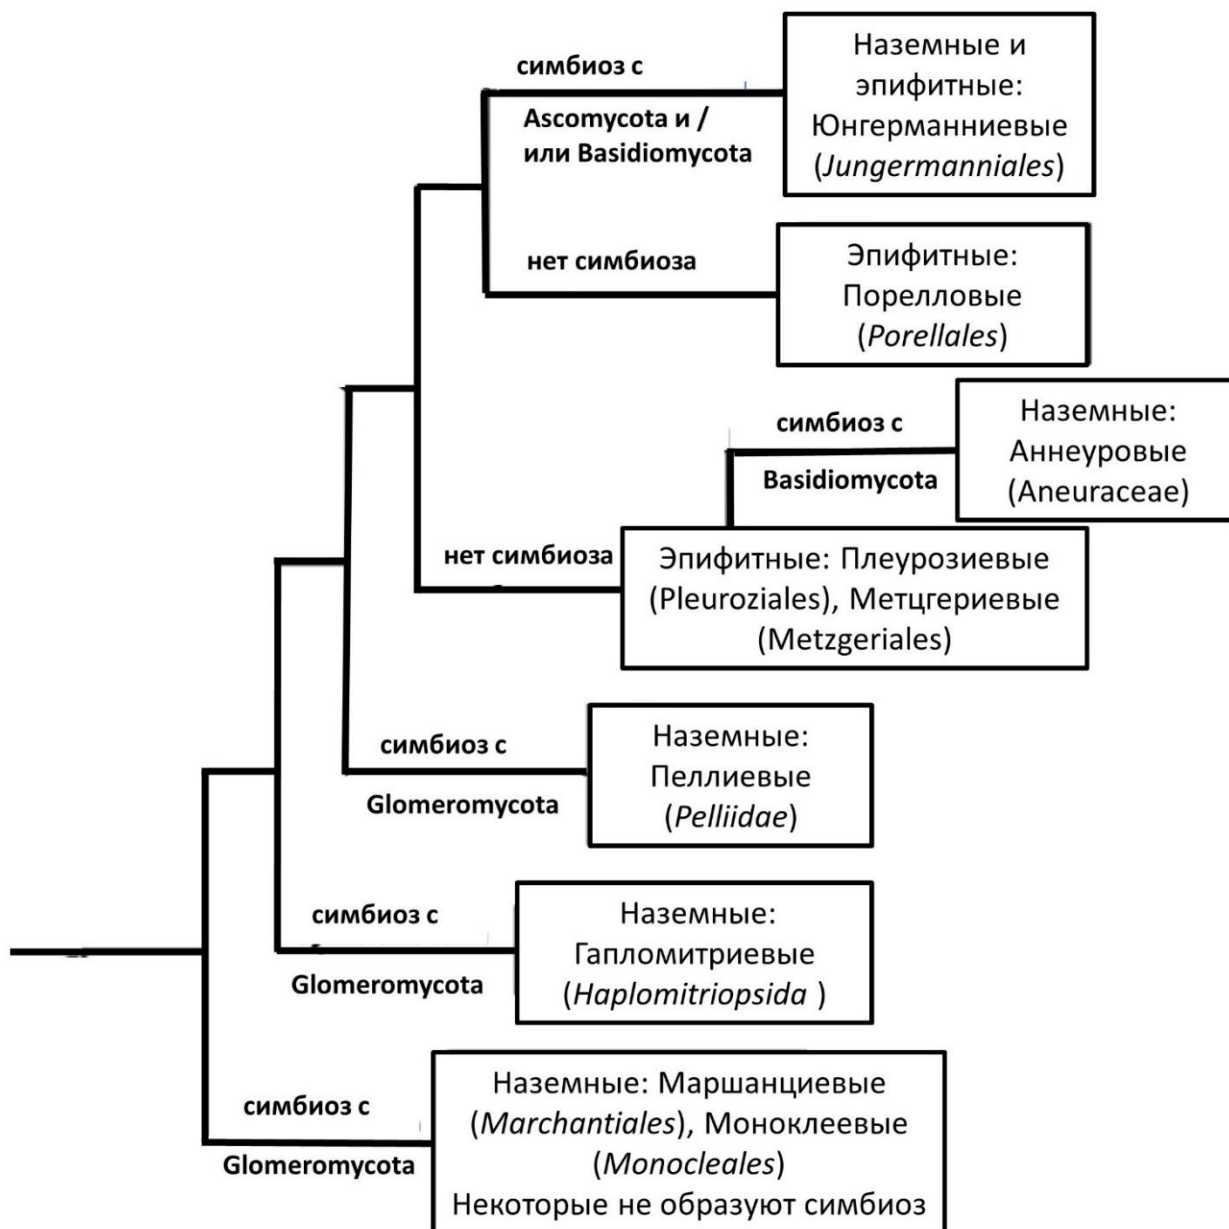 симбиоз с
Ascomycota и /
или Basidiomycota
Наземные и
эпифитные:
Юнгерманниевые
(Jungermanniales)
нет симбиоза
Эпифитные:
Порелловые
(Porellales)
симбиоз с
Basidiomycota
Наземные:
Аннеуровые
(Aneuraceae)
нет симбиоза
Эпифитные: Плеурозиевые
(Pleuroziales), Метцгериевые
(Metzgeriales)
симбиоз с
Glomeromycota
Наземные:
Пеллиевые
(Pelliidae)
симбиоз с
Glomeromycota
Наземные:
Гапломитриевые
(Haplomitriopsida )
симбиоз с
Glomeromycota
Наземные: Маршанциевые
(Marchantiales), Моноклеевые
(Monocleales)
Некоторые не образуют симбиоз